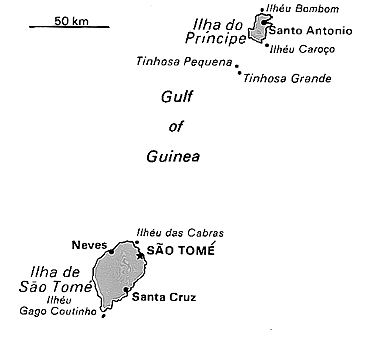 50 km
Ilhéu Bombom
Ilha do
Príncipe
Santo Antonio
Ilhéu Caroço
Tinhosa Pequena
Tinhosa Grande
Gulf
of
Guinea
Ilhéu das Cabras
Neves
SÃO TOMÉ
Ilha de
São Tomé
Santa Cruz
Ilhéu
Gago Coutinho